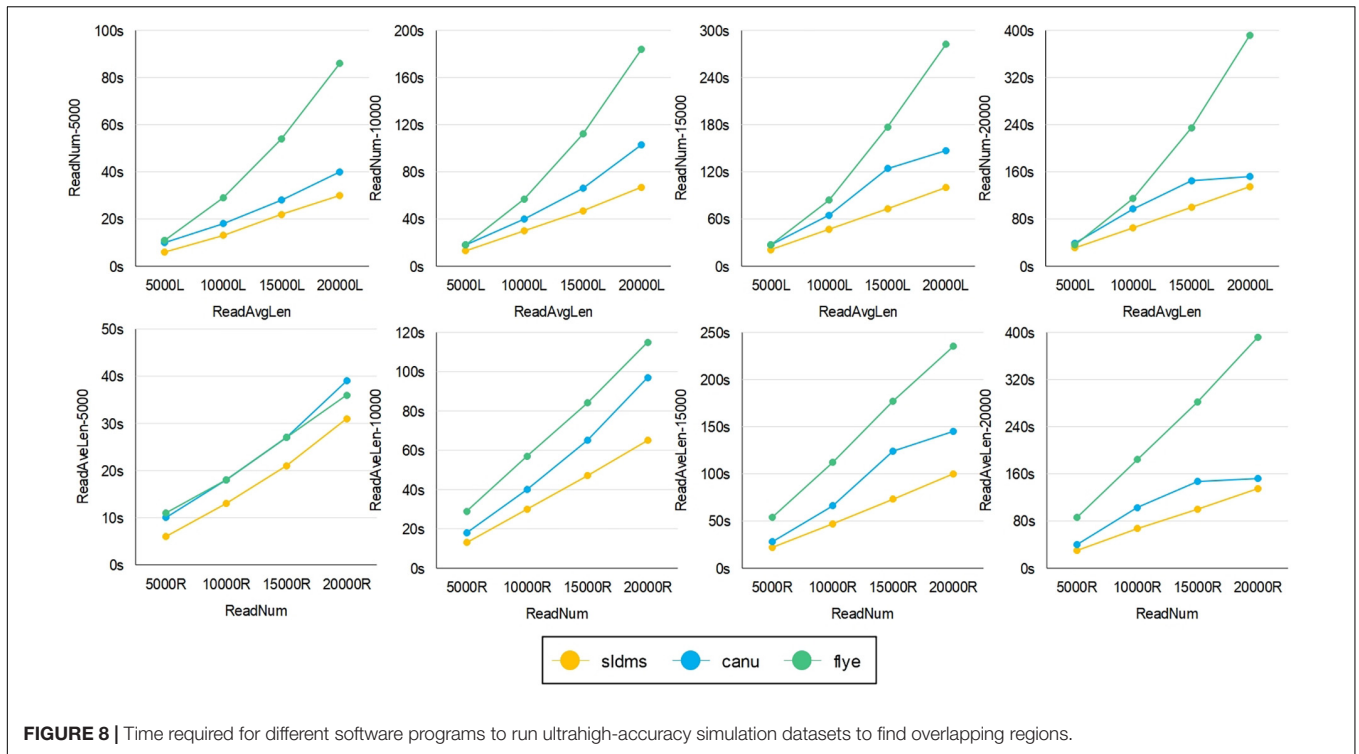 100s
80s
60s
40s
20s
0s
ReadNum-5000
5000L 10000L 15000L 20000L
ReadAvgLen
200s
160s
120s
80s
40s
0s
ReadNum-10000
5000L 10000L 15000L 20000L
ReadAvgLen
300s
240s
180s
120s
60s
0s
ReadNum-15000
5000L 10000L 15000L 20000L
ReadAvgLen
400s
320s
240s
160s
80s
0s
ReadNum-20000
5000L 10000L 15000L 20000L
ReadAvgLen
50s
40s
30s
20s
10s
0s
ReadAveLen-5000
5000R 10000R 15000R 20000R
ReadNum
120s
100s
80s
60s
40s
20s
0s
ReadAveLen-10000
5000R 10000R 15000R 20000R
ReadNum
250s
200s
150s
100s
50s
0s
ReadAveLen-15000
5000R 10000R 15000R 20000R
ReadNum
400s
320s
240s
160s
80s
0s
ReadAveLen-20000
5000R 10000R 15000R 20000R
ReadNum
sldms canu flye
FIGURE 8 | Time required for different software programs to run ultrahigh-accuracy simulation datasets to find overlapping regions.